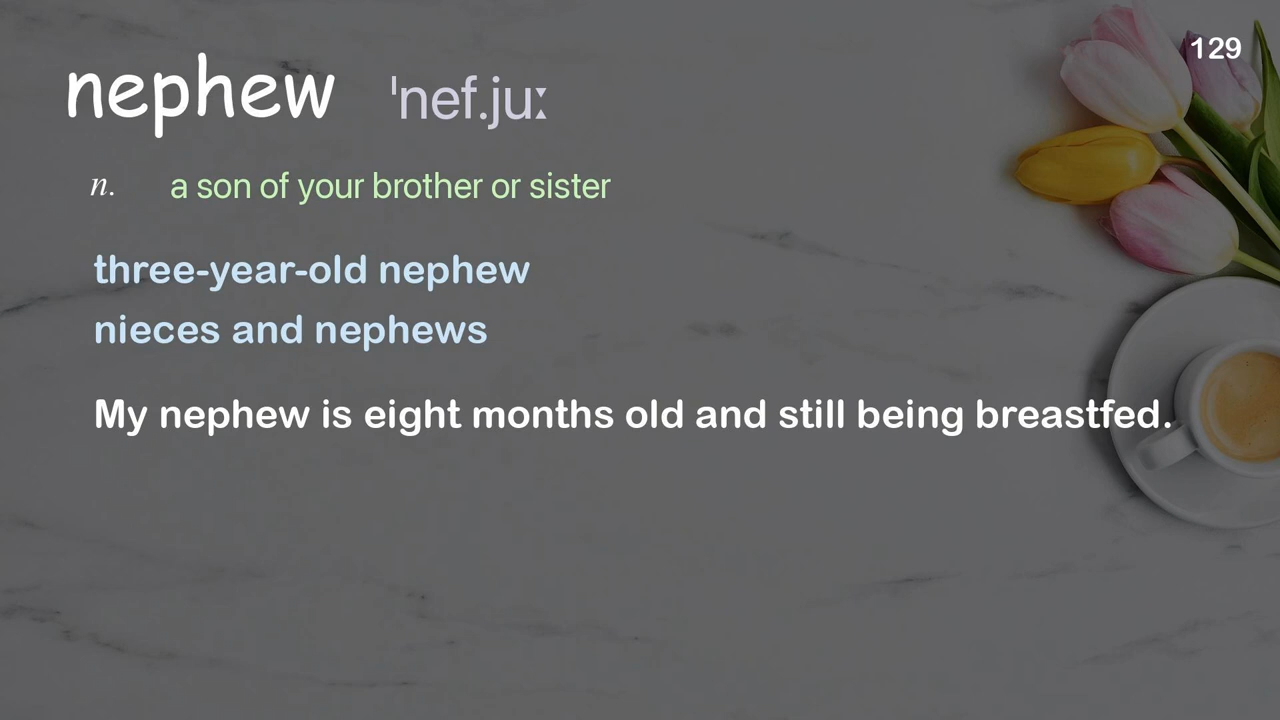 129
nephew ˈnef.juː
n. a son of your brother or sister
three-year-old nephew
nieces and nephews
My nephew is eight months old and still being breastfed.